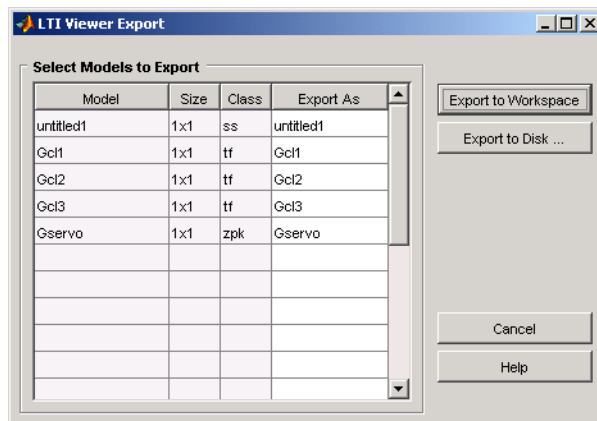 LTI Viewer Export
Select Models to Export
Model Size Class Export As
untitled1 1x1 ss untitled1
Gcl1 1x1 tf Gcl1
Gcl2 1x1 tf Gcl2
Gcl3 1x1 tf Gcl3
Gservo 1x1 zpk Gservo
Export to Workspace
Export to Disk ...
Cancel
Help